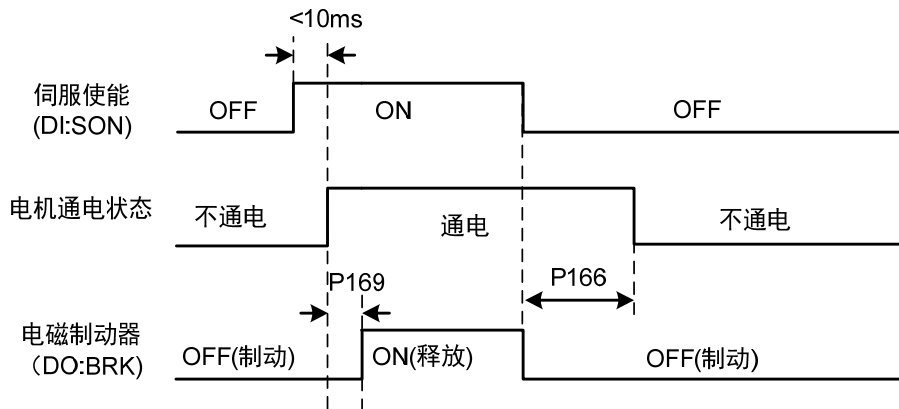 <10ms
伺服使能
(DI:SON)
OFF
ON
OFF
电机通电状态
不通电
通电
不通电
P169
P166
电磁制动器
（DO:BRK)
OFF(制动)
ON(释放)
OFF(制动)